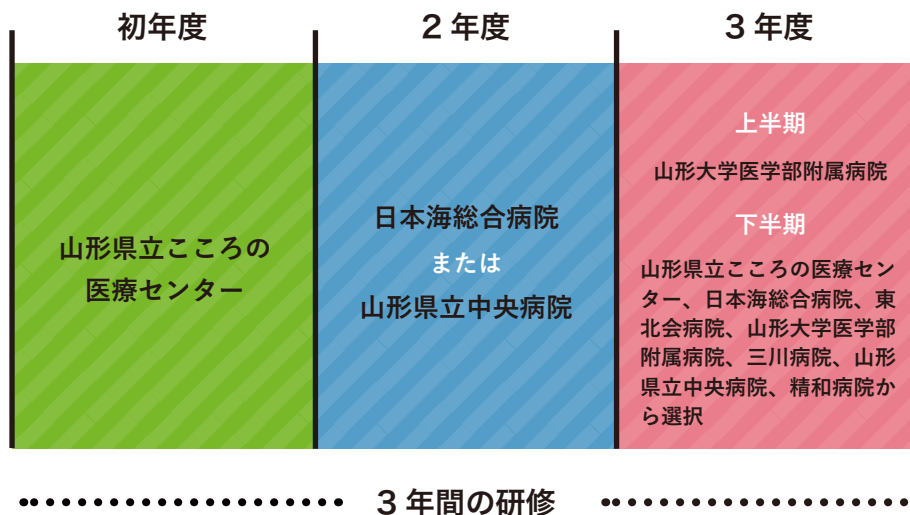 初年度
2年度
3年度
山形県立こころの
医療センター
日本海総合病院
または
山形県立中央病院
上半期
山形大学医学部附属病院
下半期
山形県立こころの医療セン
ター、日本海総合病院、東
北会病院、山形大学医学部
附属病院、三川病院、山形
県立中央病院、精和病院か
ら選択
3年間の研修